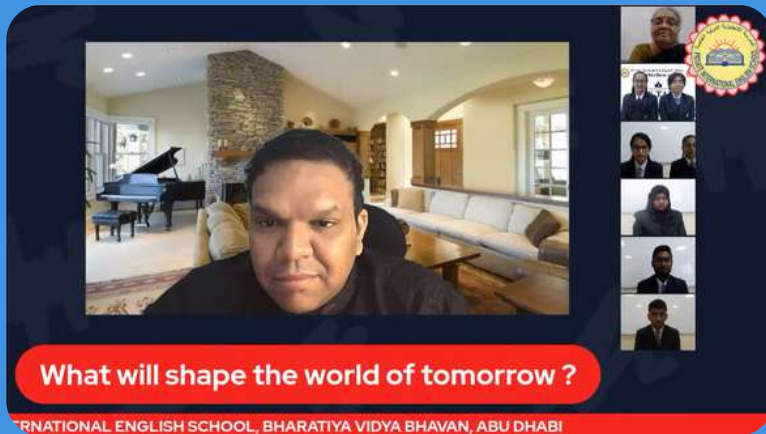 What will shape the world of tomorrow ?
ERNATIONAL ENGLISH SCHOOL, BHARATIYA VIDYA BHAVAN, ABU DHABI